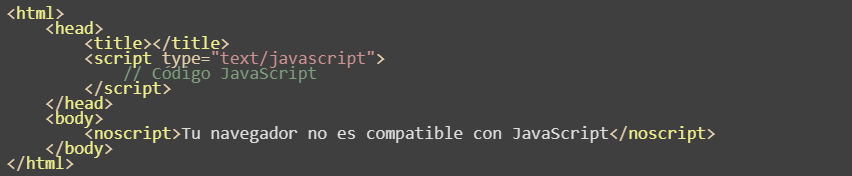 <html>
<head>
<title></title>
<script type="text/javascript">
// Código JavaScript
</script>
</head>
<body>
<noscript>Tu navegador no es compatible con JavaScript</noscript>
</body>
</html>